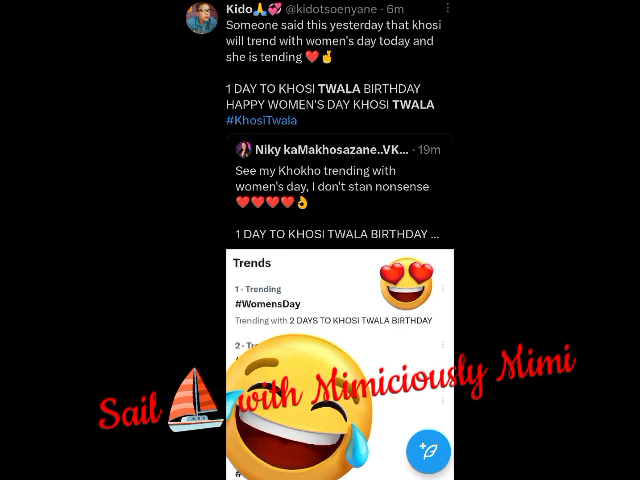 Kido🙏💞 @kidotsoenyane · 6m
Someone said this yesterday that khosi
will trend with women's day today and
she is tending ❤️🤞
1 DAY TO KHOSI TWALA BIRTHDAY
HAPPY WOMEN'S DAY KHOSI TWALA
#KhosiTwala
Niky kaMakhosazane..VK... · 19m
See my Khokho trending with
women's day, I don't stan nonsense
❤️❤️❤️❤️👌
1 DAY TO KHOSI TWALA BIRTHDAY ...
Trends
1 · Trending
#WomensDay
Trending with 2 DAYS TO KHOSI TWALA BIRTHDAY
Sail with Mimiciously Mimi